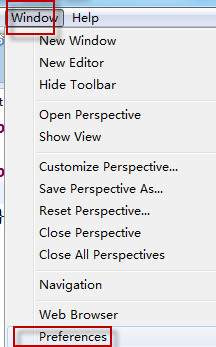 Window Help
New Window
New Editor
Hide Toolbar
Open Perspective
Show View
Customize Perspective...
Save Perspective As...
Reset Perspective...
Close Perspective
Close All Perspectives
Navigation
Web Browser
Preferences